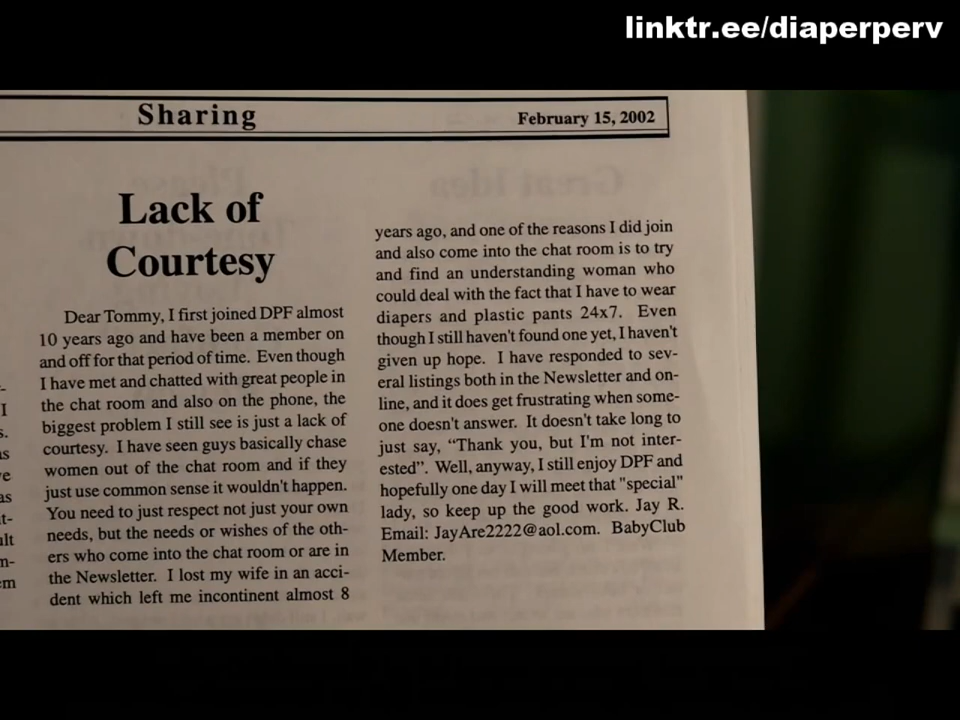 linktr.ee/diaperperv
Sharing
February 15, 2002
Lack of
Courtesy
Dear Tommy, I first joined DPF almost
10 years ago and have been a member on
and off for that period of time. Even though
I have met and chatted with great people in
the chat room and also on the phone, the
biggest problem I still see is just a lack of
courtesy. I have seen guys basically chase
women out of the chat room and if they
just use common sense it wouldn't happen.
You need to just respect not just your own
needs, but the needs or wishes of the oth-
ers who come into the chat room or are in
the Newsletter. I lost my wife in an acci-
dent which left me incontinent almost 8
years ago, and one of the reasons I did join
and also come into the chat room is to try
and find an understanding woman who
could deal with the fact that I have to wear
diapers and plastic pants 24x7. Even
though I still haven't found one yet, I haven't
given up hope. I have responded to sev-
eral listings both in the Newsletter and on-
line, and it does get frustrating when some-
one doesn't answer. It doesn't take long to
just say, “Thank you, but I'm not inter-
ested”. Well, anyway, I still enjoy DPF and
hopefully one day I will meet that "special"
lady, so keep up the good work. Jay R.
Email: JayAre2222@aol.com. BabyClub
Member.